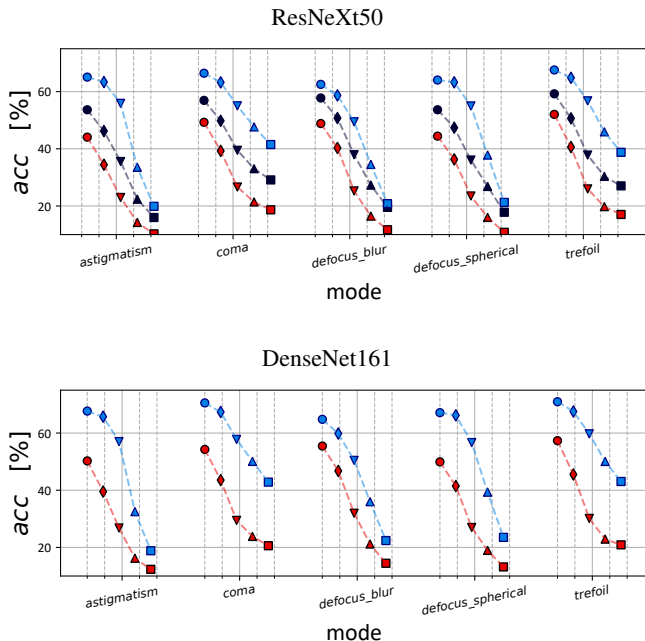 ResNeXt50
60
40
20
acc [%]
astigmatism
coma
defocus_blur
defocus_spherical
trefoil
mode
DenseNet161
60
40
20
acc [%]
astigmatism
coma
defocus_blur
defocus_spherical
trefoil
mode